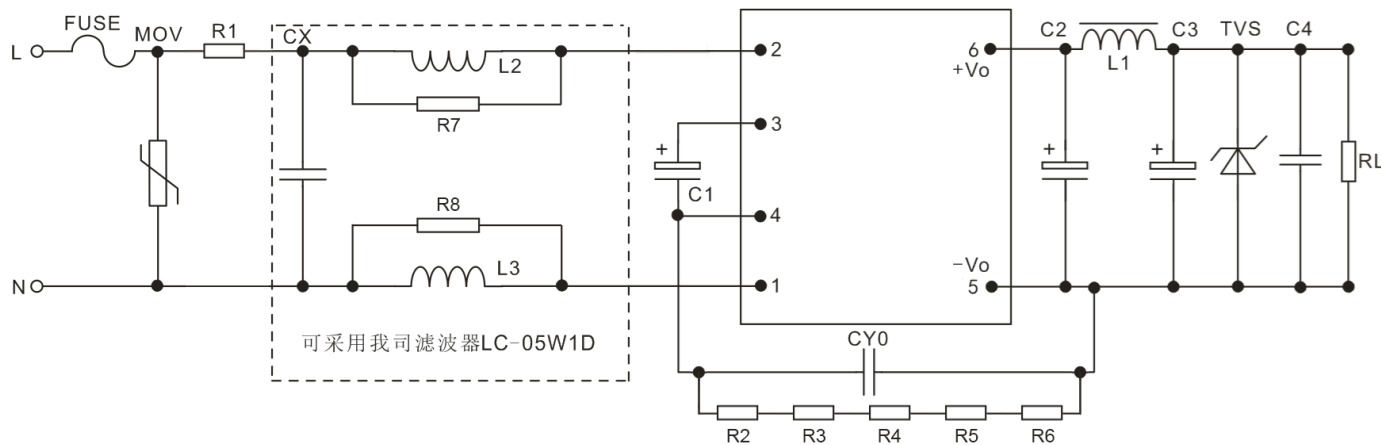 FUSE
MOV
R1
CX
L
L2
R7
R8
L3
N
可采用我司滤波器LC-05W1D
2
3
4
1
+
C1
6
+Vo
-Vo
5
C2
L1
C3
TVS
C4
+
+
RL
CY0
R2
R3
R4
R5
R6